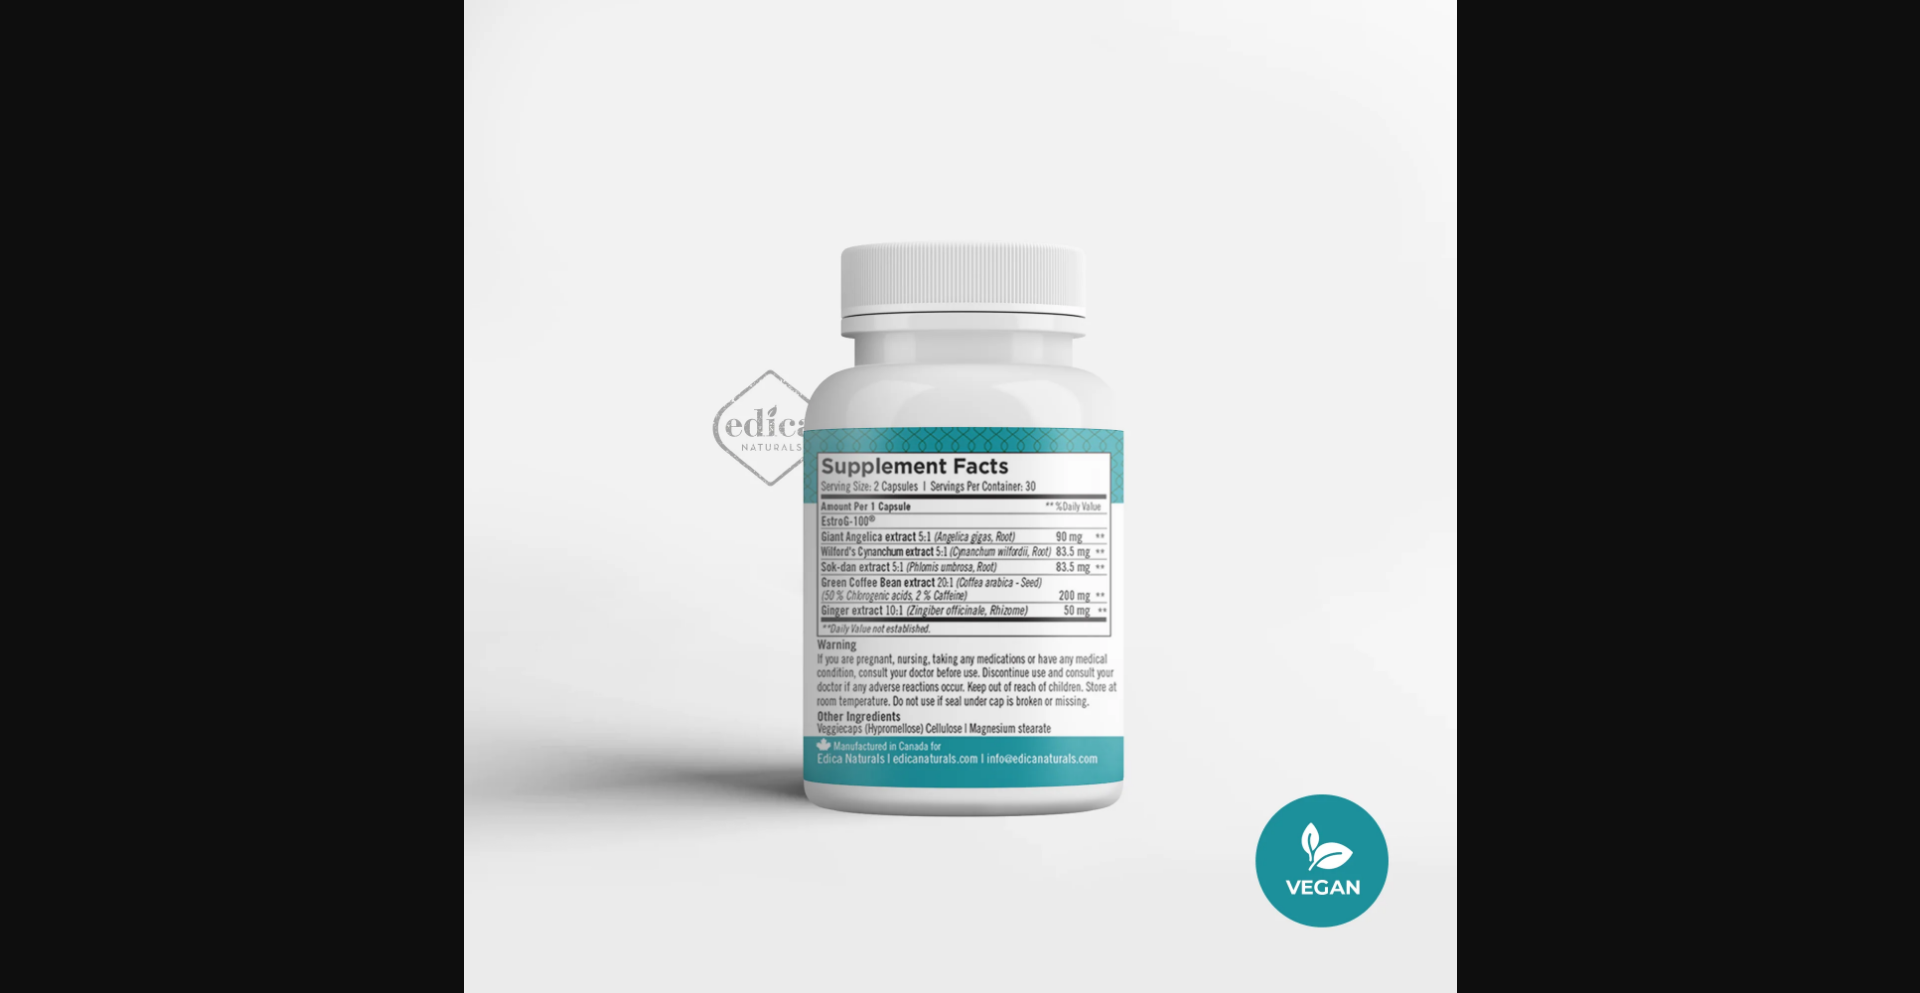 edica
NATURALS
Supplement Facts
Serving Size: 2 Capsules | Servings Per Container: 30
Amount Per 1 Capsule **%Daily Value
EstroG-100®
Giant Angelica extract 5:1 (Angelica gigas, Root) 90 mg **
Wilford's Cynanchum extract 5:1 (Cynanchum wilfordii, Root) 83.5 mg **
Sok-dan extract 5:1 (Phlomis umbrosa, Root) 83.5 mg **
Green Coffee Bean extract 20:1 (Coffea arabica - Seed)
(50 % Chlorogenic acids, 2 % Caffeine) 200 mg **
Ginger extract 10:1 (Zingiber officinale, Rhizome) 50 mg **
**Daily Value not established.
Warning
If you are pregnant, nursing, taking any medications or have any medical
condition, consult your doctor before use. Discontinue use and consult your
doctor if any adverse reactions occur. Keep out of reach of children. Store at
room temperature. Do not use if seal under cap is broken or missing.
Other Ingredients
Veggiecaps (Hypromellose) Cellulose | Magnesium stearate
Manufactured in Canada for
Edica Naturals | edicanaturals.com | info@edicanaturals.com
VEGAN